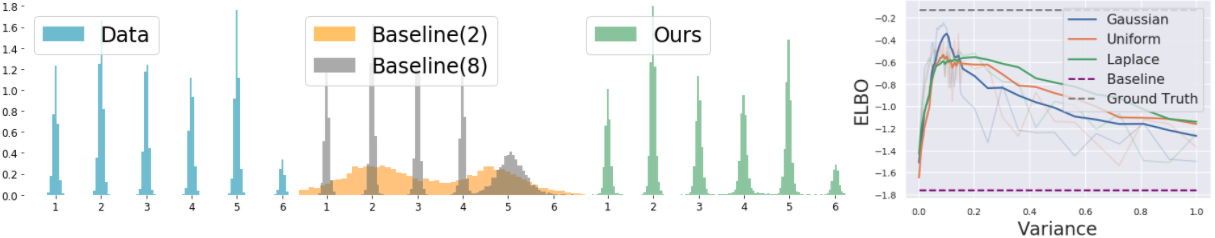 1.8
1.6
1.4
1.2
1.0
0.8
0.6
0.4
0.2
0.0
Data
1 2 3 4 5 6
Baseline(2)
Baseline(8)
1 2 3 4 5 6
Ours
1 2 3 4 5 6
ELBO
−0.2
−0.4
−0.6
−0.8
−1.0
−1.2
−1.4
−1.6
−1.8
Gaussian
Uniform
Laplace
Baseline
Ground Truth
0.0 0.2 0.4 0.6 0.8 1.0
Variance